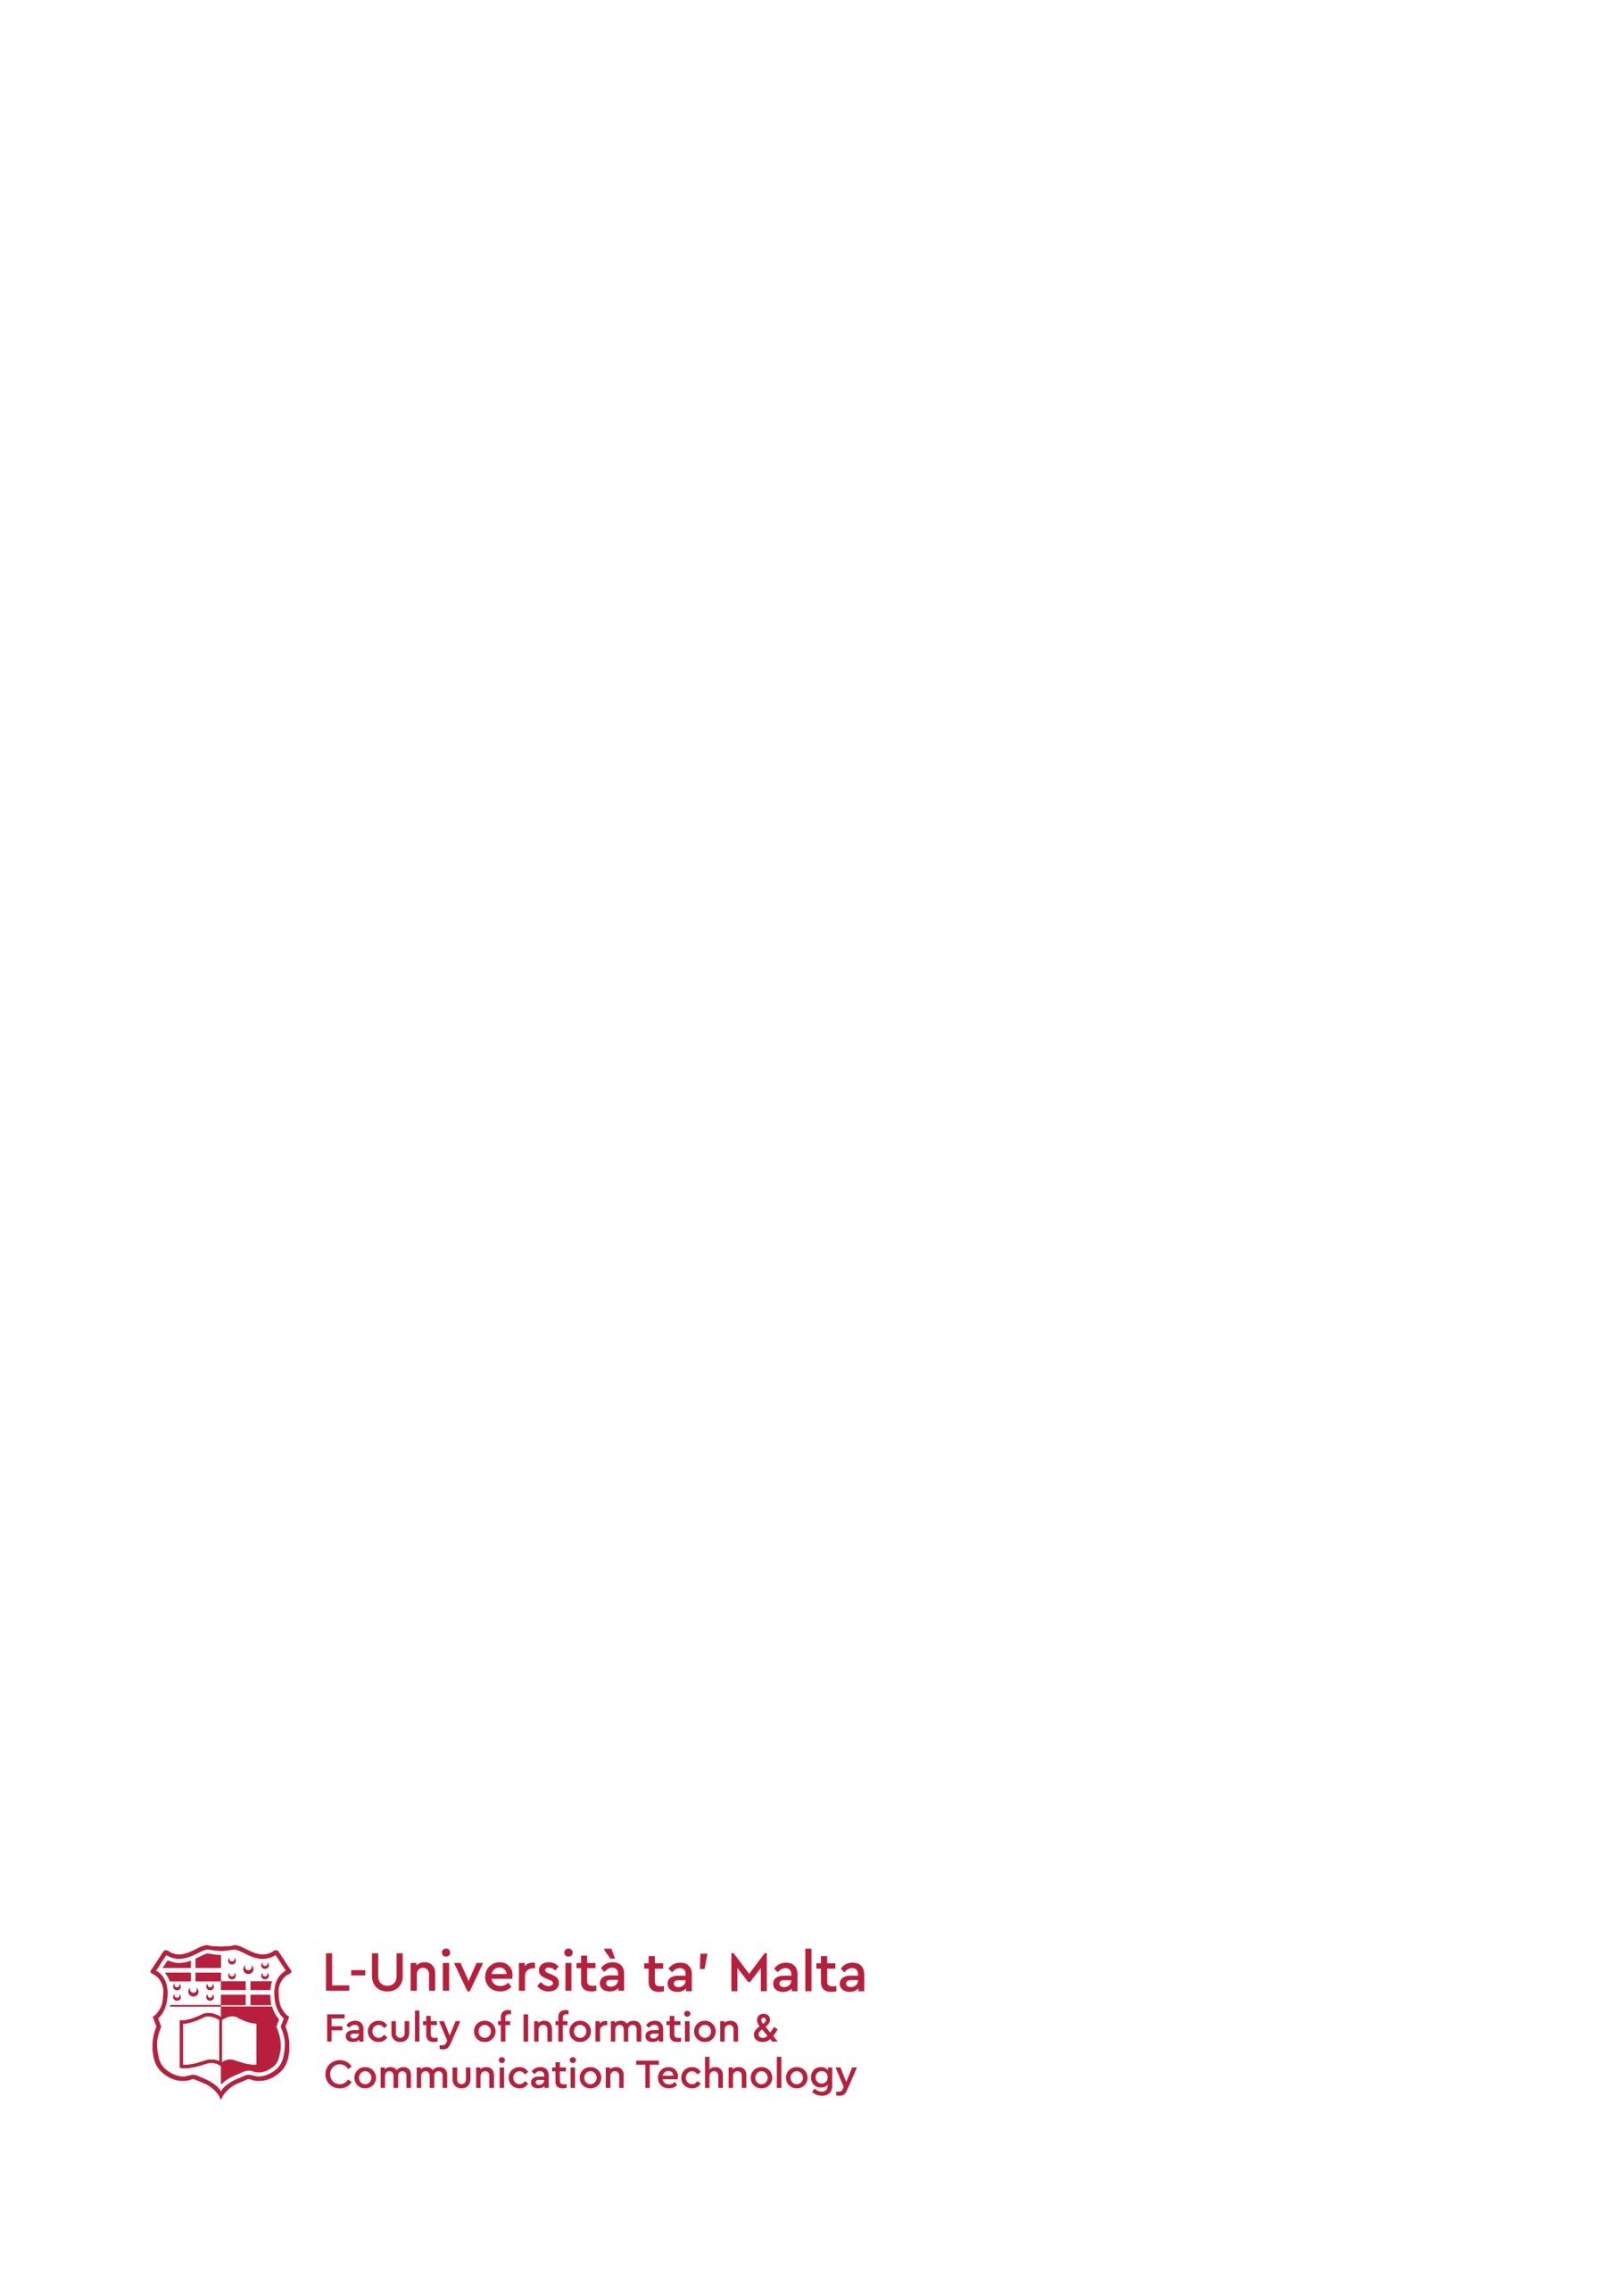 L-Università ta' Malta
Faculty of Information &
Communication Technology